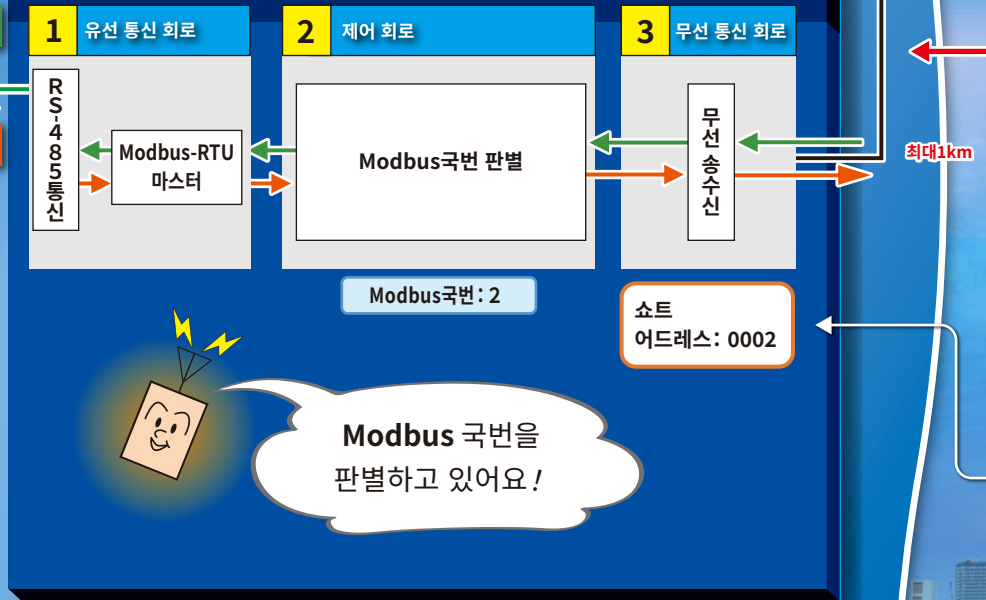 1 유선 통신 회로
2 제어 회로
3 무선 통신 회로
RS-485통신
Modbus-RTU
마스터
Modbus국번 판별
무선 송수신
최대1km
Modbus국번: 2
쇼트
어드레스: 0002
Modbus 국번을
판별하고 있어요!